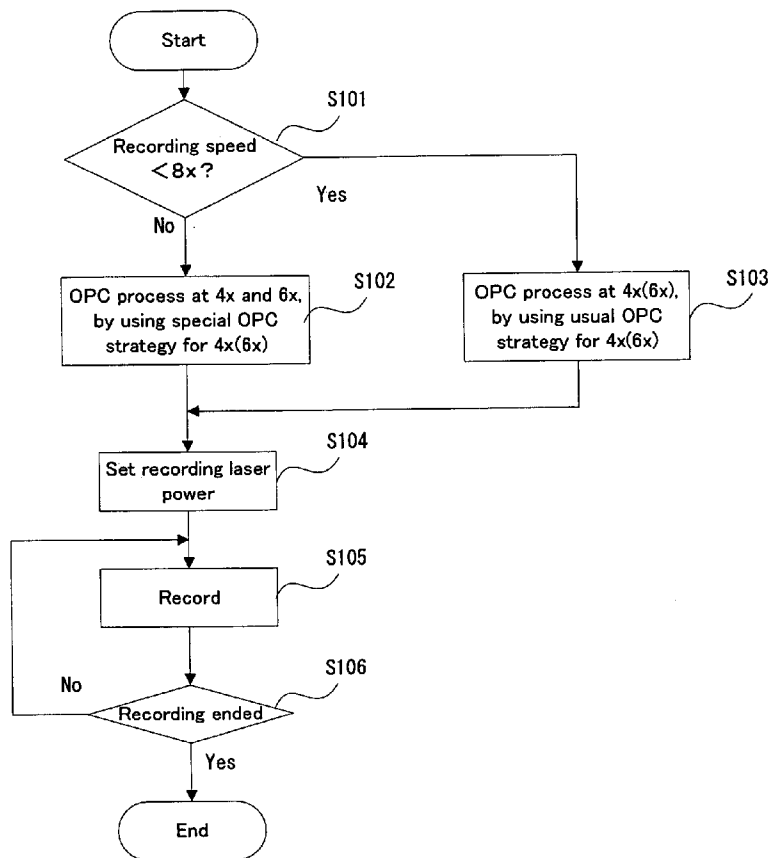 Start
S101
Recording speed
<8x?
Yes
No
S102
OPC process at 4x and 6x,
by using special OPC
strategy for 4x(6x)
S103
OPC process at 4x(6x),
by using usual OPC
strategy for 4x(6x)
S104
Set recording laser
power
S105
Record
S106
No
Recording ended
Yes
End